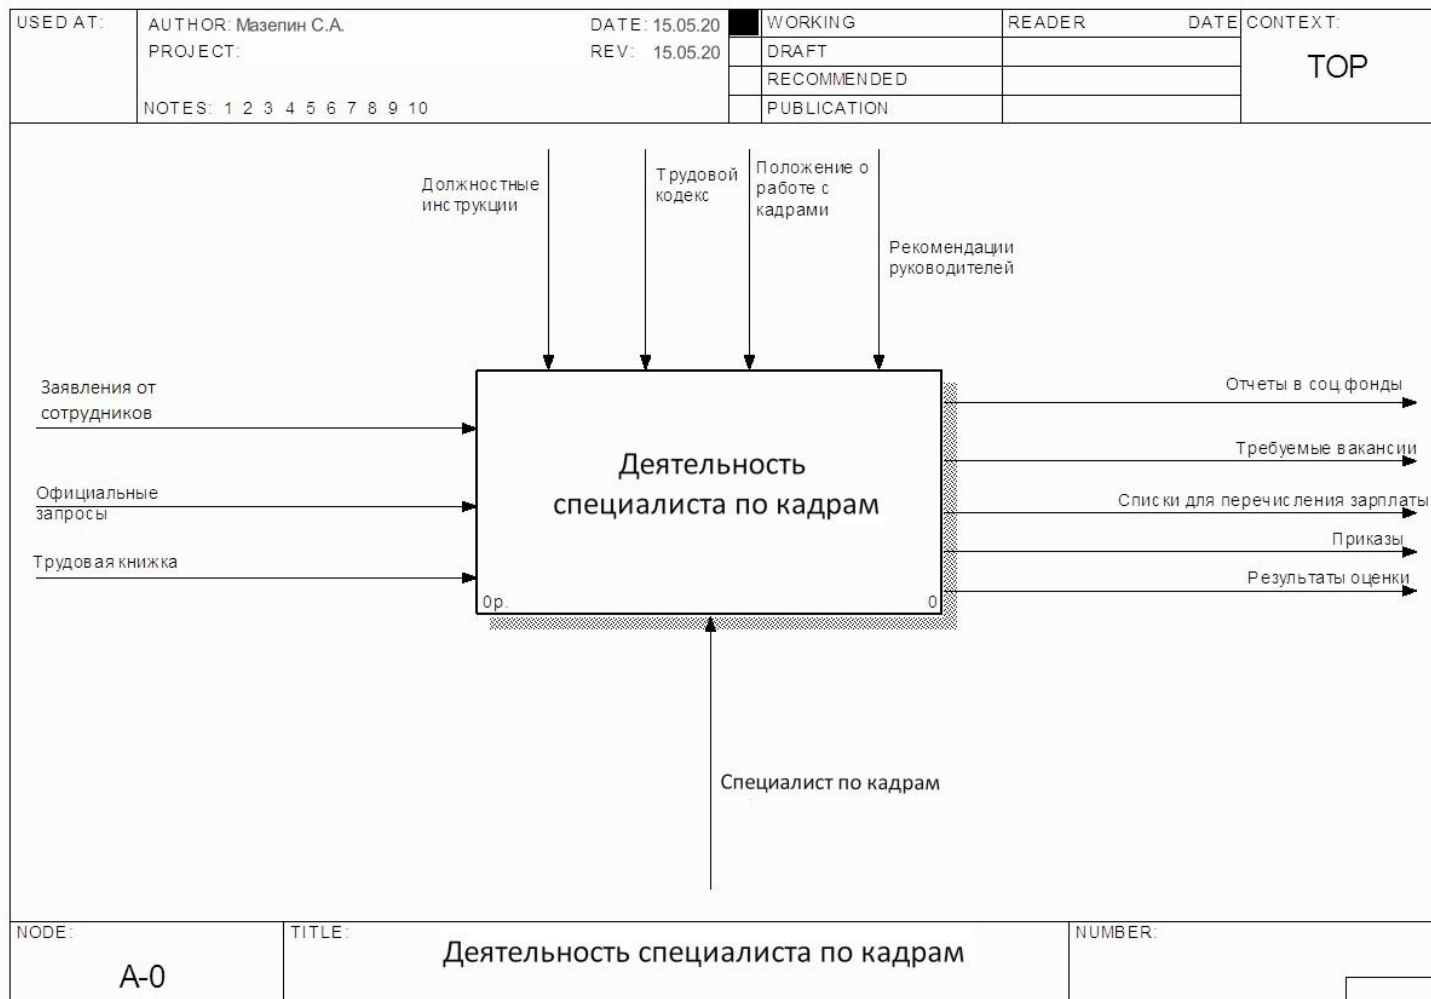 USED AT:
AUTHOR: Мазепин С.А.
DATE: 15.05.20
PROJECT:
REV: 15.05.20
NOTES: 1 2 3 4 5 6 7 8 9 10
WORKING
DRAFT
RECOMMENDED
PUBLICATION
READER
DATE
CONTEXT:
TOP
Должностные
инструкции
Трудовой
кодекс
Положение о
работе с
кадрами
Рекомендации
руководителей
Заявления от
сотрудников
Официальные
запросы
Трудовая книжка
Деятельность
специалиста по кадрам
0р.
0
Отчеты в соц.фонды
Требуемые вакансии
Списки для перечисления зарплаты
Приказы
Результаты оценки
Специалист по кадрам
NODE:
A-0
TITLE:
Деятельность специалиста по кадрам
NUMBER: